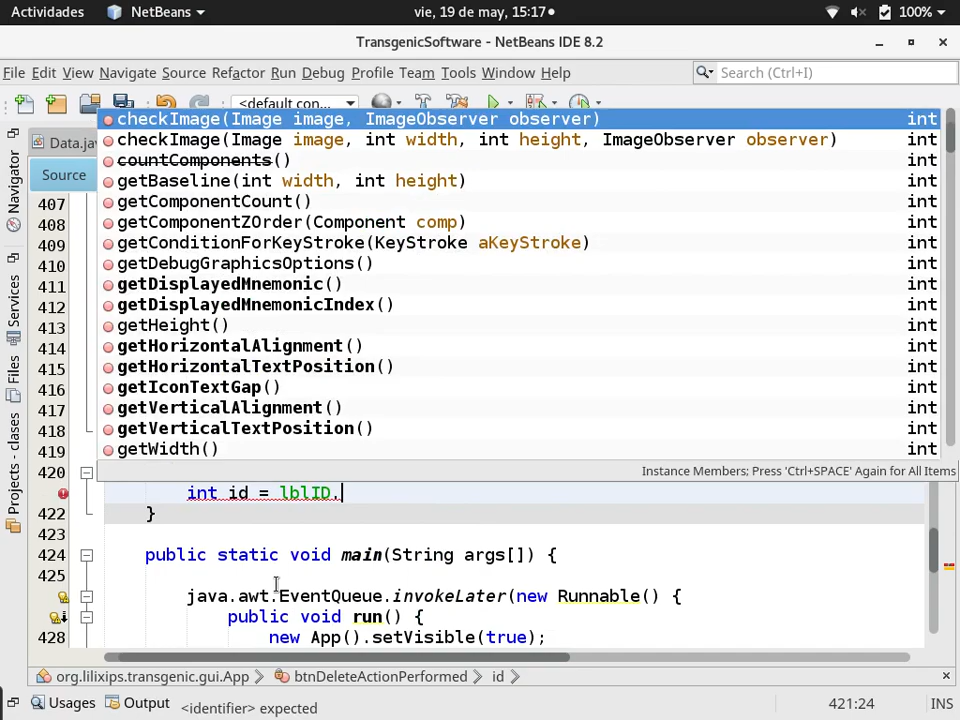 Actividades NetBeans vie, 19 de may, 15:17 100%
TransgenicSoftware - NetBeans IDE 8.2
File Edit View Navigate Source Refactor Run Debug Profile Team Tools Window Help Search (Ctrl+I)
<default con...
Data.jav
Source
Navigator
Services
Files
Projects - clases
checkImage(Image image, ImageObserver observer) int
checkImage(Image image, int width, int height, ImageObserver observer) int
countComponents() int
getBaseline(int width, int height) int
getComponentCount() int
getComponentZOrder(Component comp) int
getConditionForKeyStroke(KeyStroke aKeyStroke) int
getDebugGraphicsOptions() int
getDisplayedMnemonic() int
getDisplayedMnemonicIndex() int
getHeight() int
getHorizontalAlignment() int
getHorizontalTextPosition() int
getIconTextGap() int
getVerticalAlignment() int
getVerticalTextPosition() int
getWidth() int
Instance Members; Press 'Ctrl+SPACE' Again for All Items
407
408
409
410
411
412
413
414
415
416
417
418
419
420
int id = lblID.
422 }
423
424 public static void main(String args[]) {
425
java.awt.EventQueue.invokeLater(new Runnable() {
public void run() {
428 new App().setVisible(true);
org.lilixips.transgenic.gui.App btnDeleteActionPerformed id
Usages Output <identifier> expected 421:24 INS